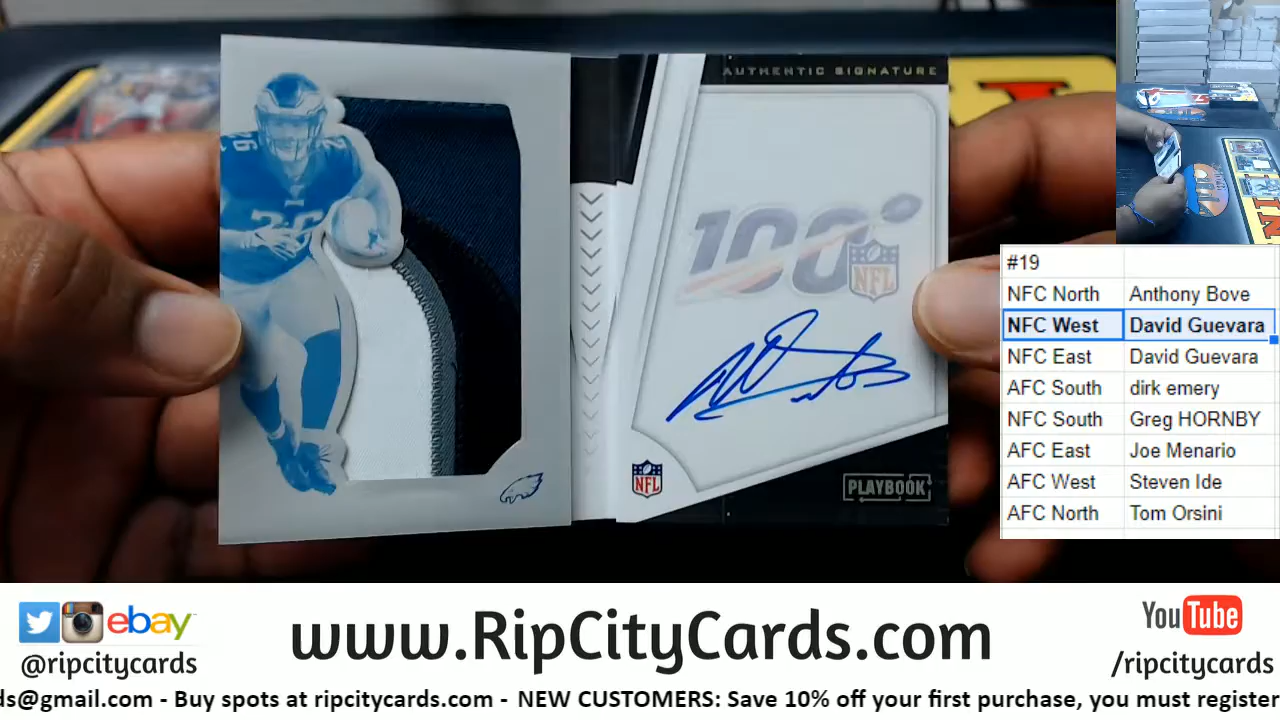 AUTHENTIC SIGNATURE
26
26
100
NFL
NFL
PLAYBOOK
#19
NFC North Anthony Bove
NFC West David Guevara
NFC East David Guevara
AFC South dirk emery
NFC South Greg HORNBY
AFC East Joe Menario
AFC West Steven Ide
AFC North Tom Orsini
ebay
@ripcitycards
www.RipCityCards.com
YouTube
/ripcitycards
ds@gmail.com - Buy spots at ripcitycards.com - NEW CUSTOMERS: Save 10% off your first purchase, you must register